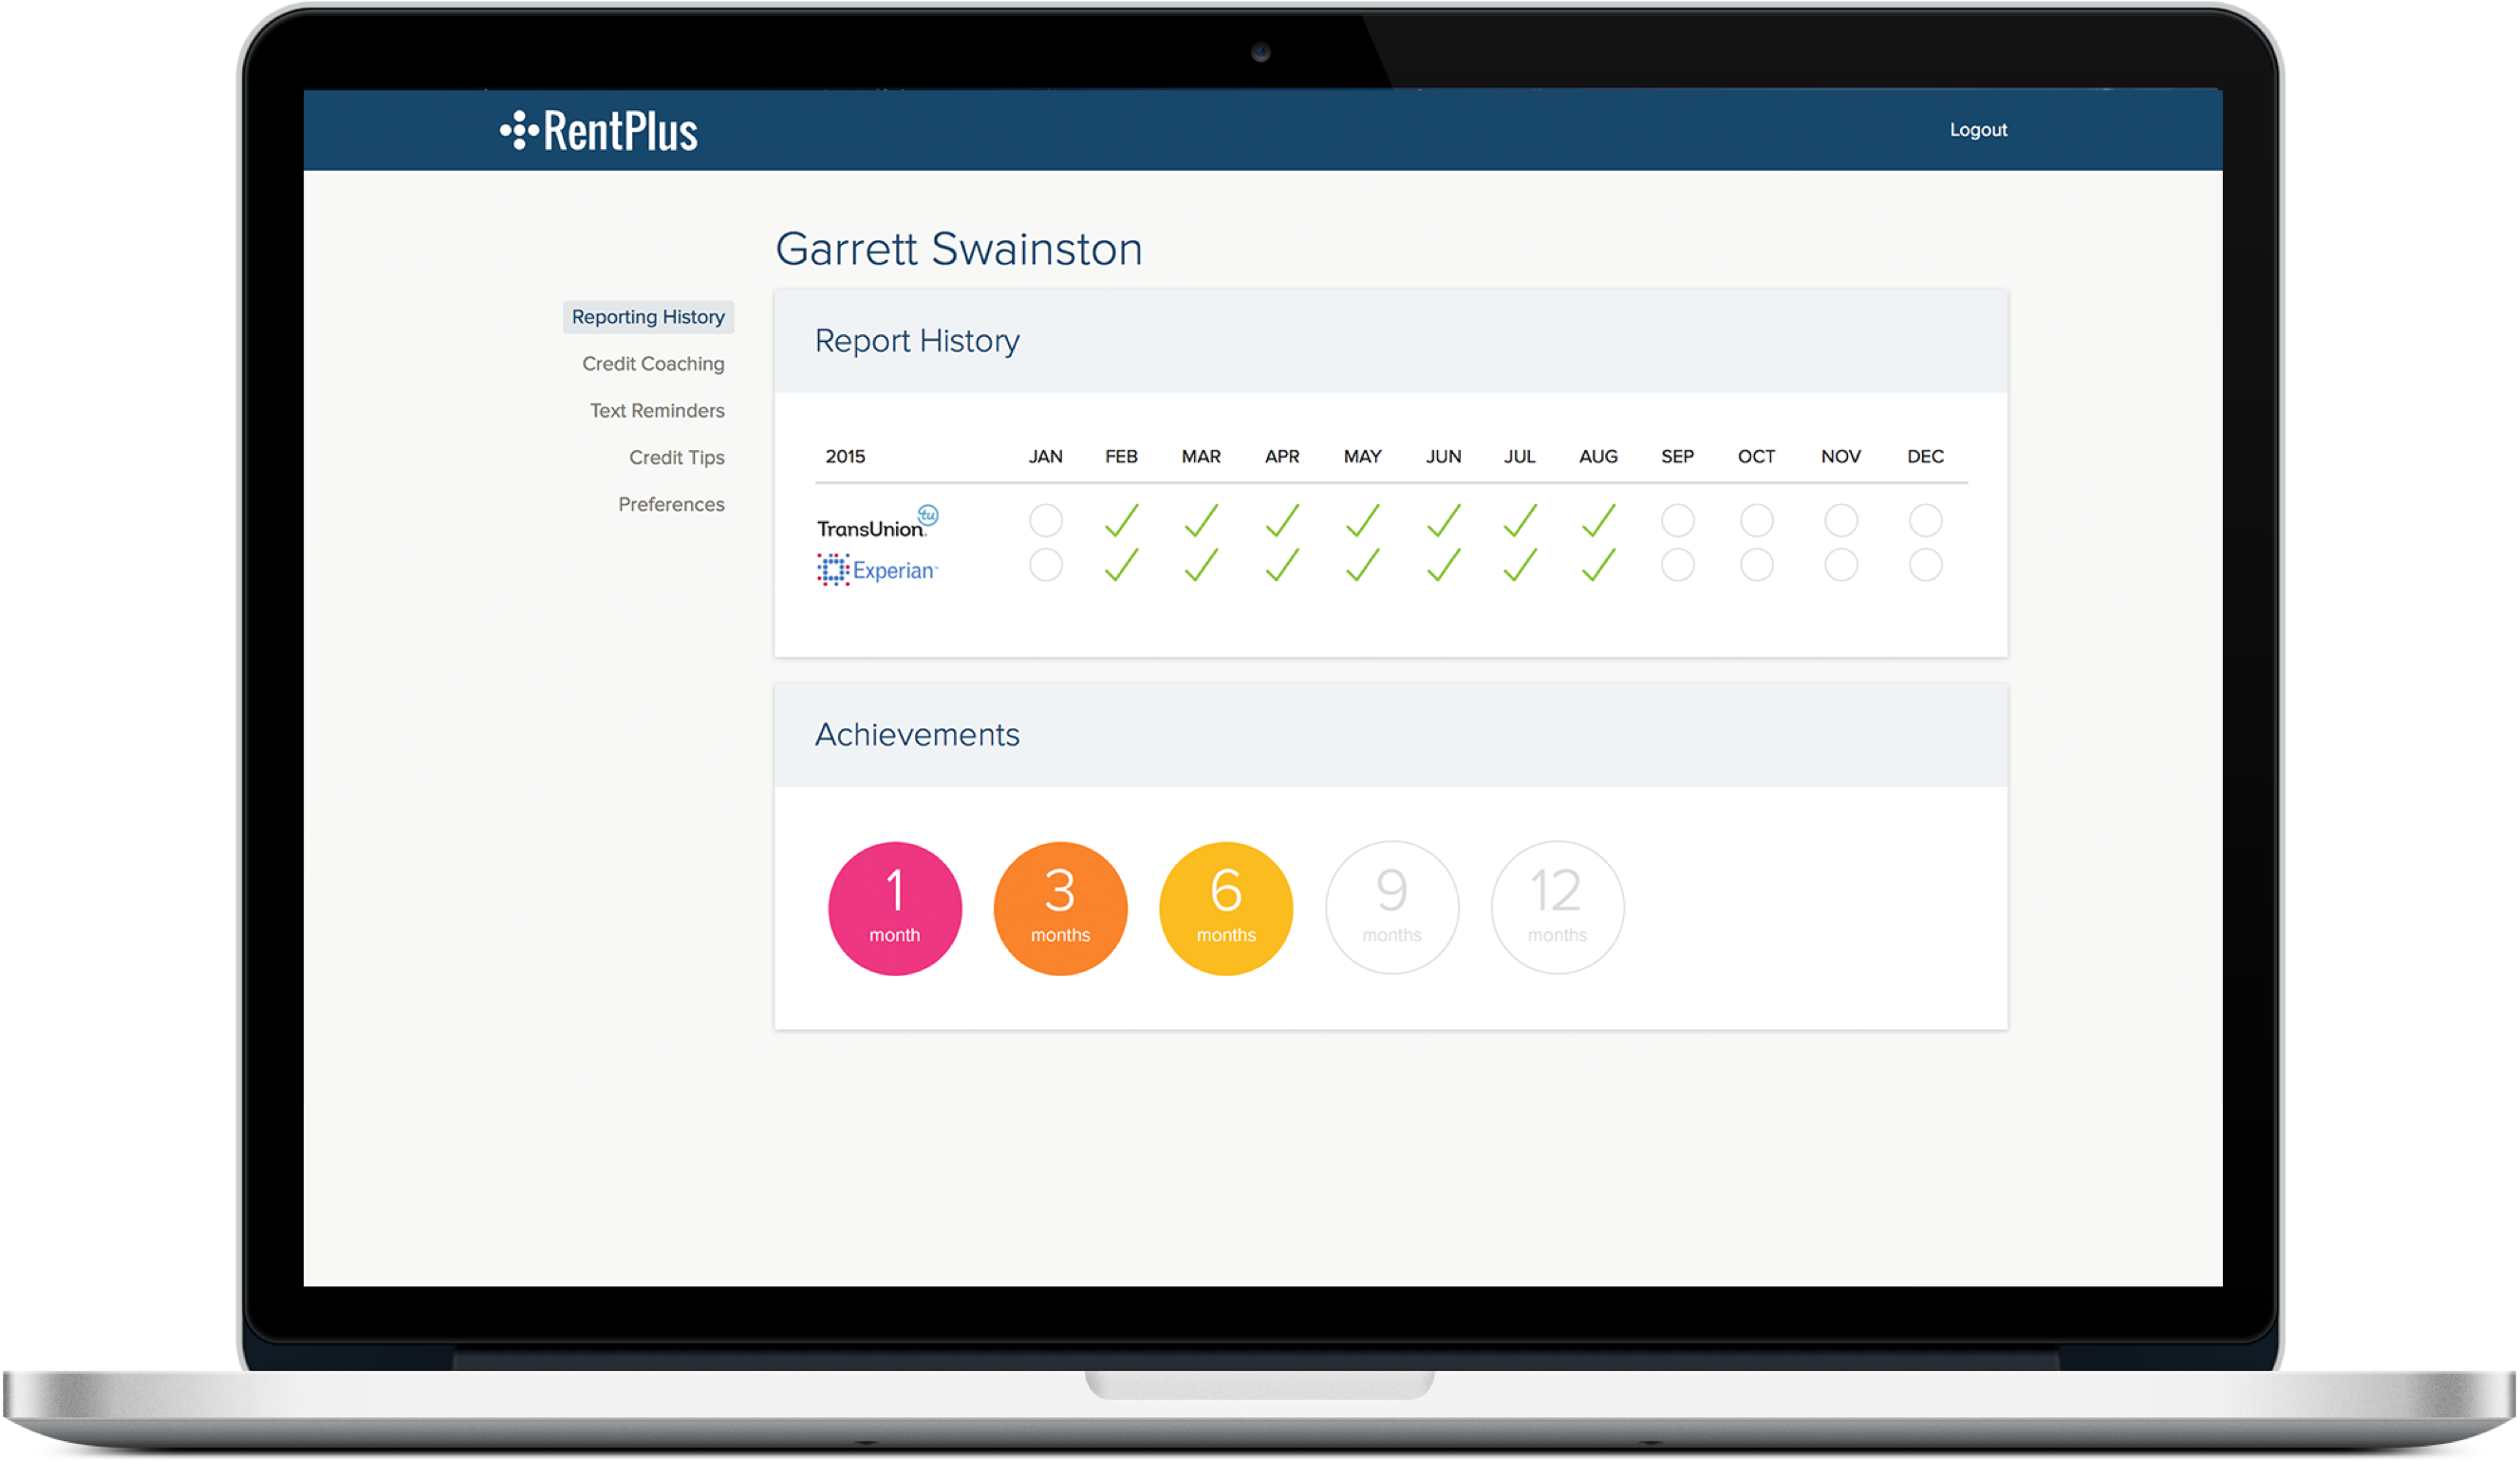 RentPlus
Logout
Garrett Swainston
Reporting History
Credit Coaching
Text Reminders
Credit Tips
Preferences
Report History
2015 JAN FEB MAR APR MAY JUN JUL AUG SEP OCT NOV DEC
TransUnion tu
Experian™
Achievements
1 3 6 9 12
month months months months months